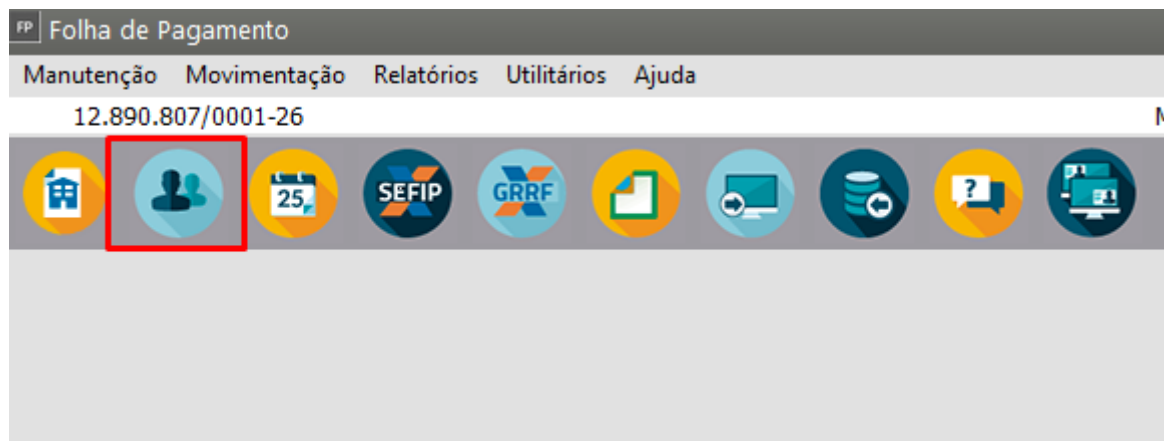 FP Folha de Pagamento
Manutenção Movimentação Relatórios Utilitários Ajuda
12.890.807/0001-26
25 SEFIP GRRF ?